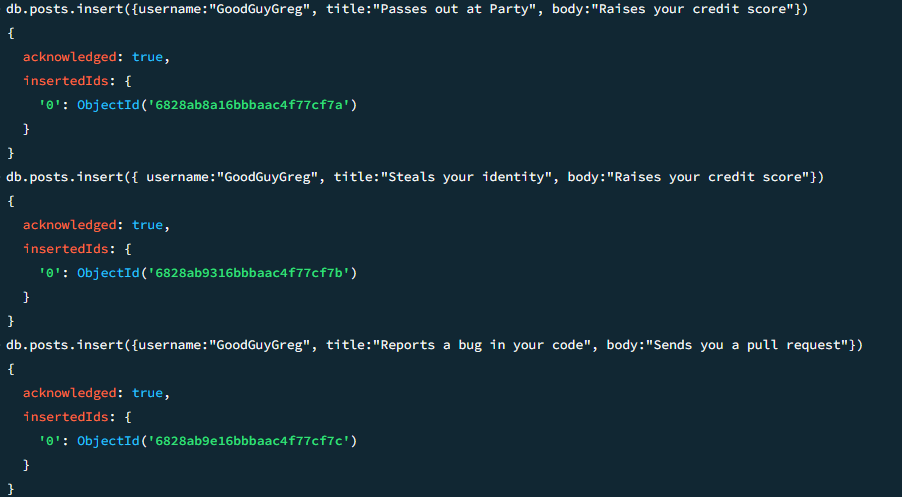 db.posts.insert({username:"GoodGuyGreg", title:"Passes out at Party", body:"Raises your credit score"})
{
  acknowledged: true,
  insertedIds: {
    '0': ObjectId('6828ab8a16bbbaac4f77cf7a')
  }
}
db.posts.insert({ username:"GoodGuyGreg", title:"Steals your identity", body:"Raises your credit score"})
{
  acknowledged: true,
  insertedIds: {
    '0': ObjectId('6828ab9316bbbaac4f77cf7b')
  }
}
db.posts.insert({username:"GoodGuyGreg", title:"Reports a bug in your code", body:"Sends you a pull request"})
{
  acknowledged: true,
  insertedIds: {
    '0': ObjectId('6828ab9e16bbbaac4f77cf7c')
  }
}